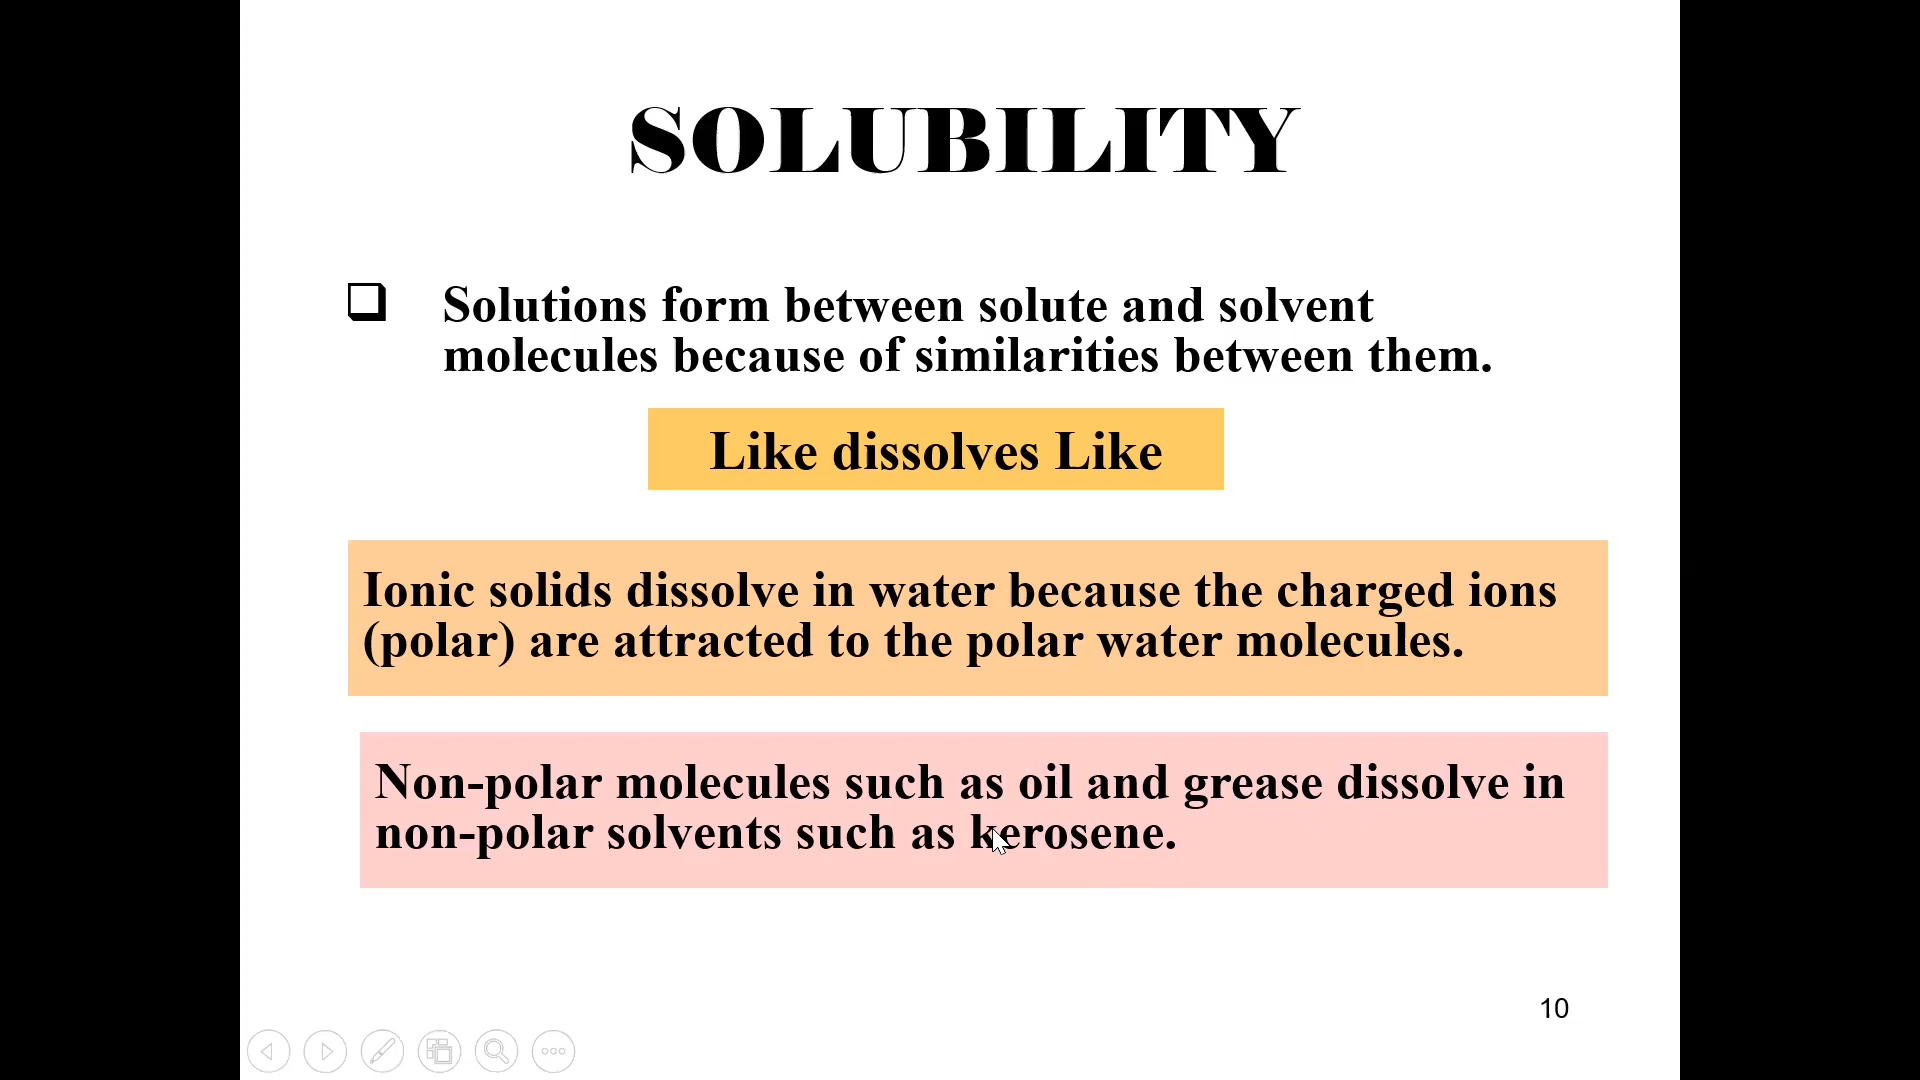 SOLUBILITY
Solutions form between solute and solvent
molecules because of similarities between them.
Like dissolves Like
Ionic solids dissolve in water because the charged ions
(polar) are attracted to the polar water molecules.
Non-polar molecules such as oil and grease dissolve in
non-polar solvents such as kerosene.
10